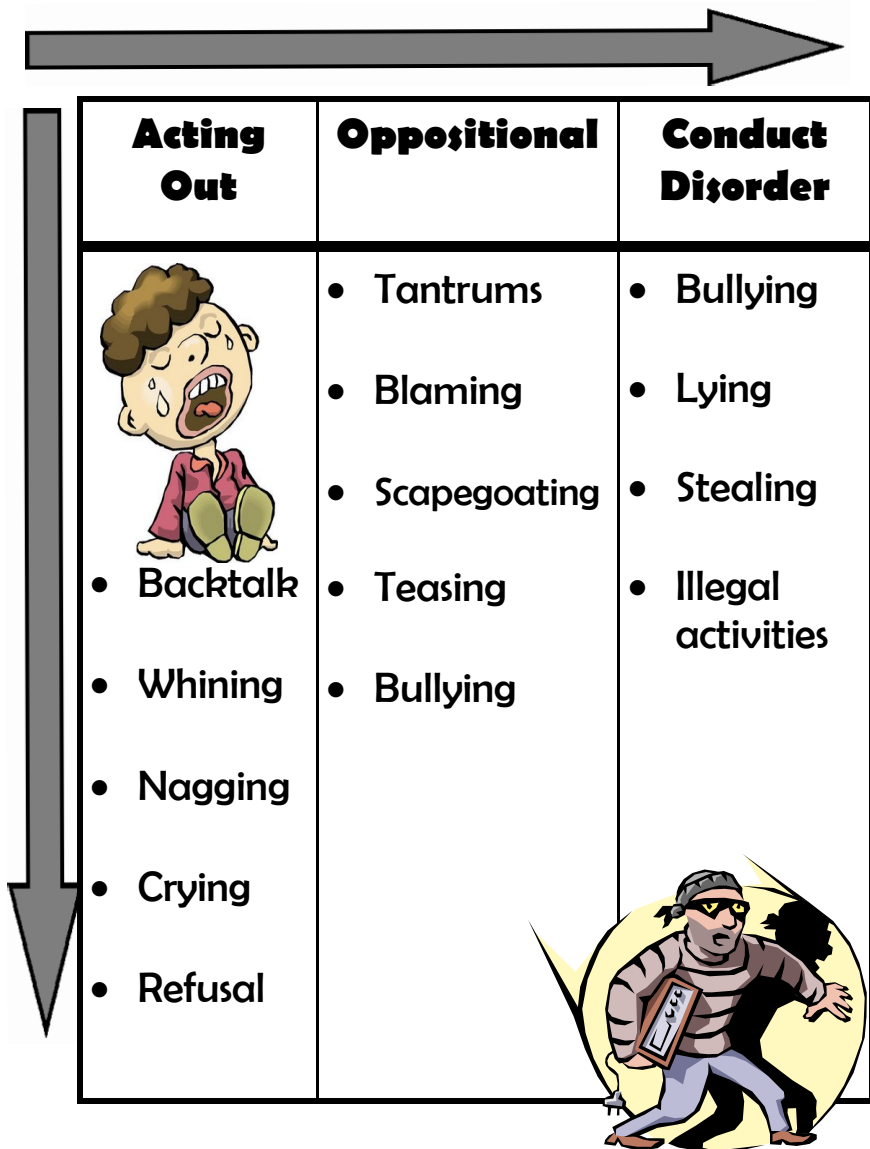 Acting
Out
Oppositional
Conduct
Disorder
• Backtalk
• Whining
• Nagging
• Crying
• Refusal
• Tantrums
• Blaming
• Scapegoating
• Teasing
• Bullying
• Bullying
• Lying
• Stealing
• Illegal
activities